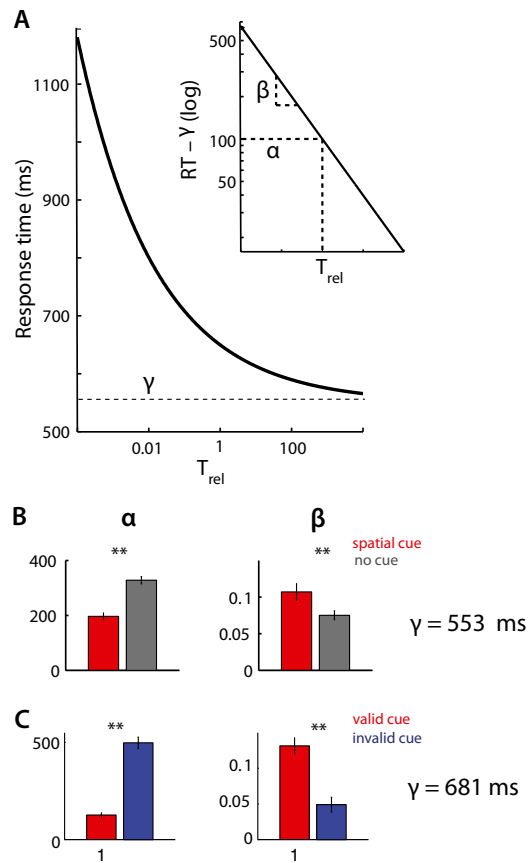 A
1100
900
700
500
Response time (ms)
γ
0.01
1
100
T_rel
500
100
50
RT – γ (log)
β
α
T_rel
B
α
β
400
200
0
**
0.1
0.05
0
**
spatial cue
no cue
γ = 553 ms
C
500
0
**
1
0.1
0.05
0
**
1
valid cue
invalid cue
γ = 681 ms